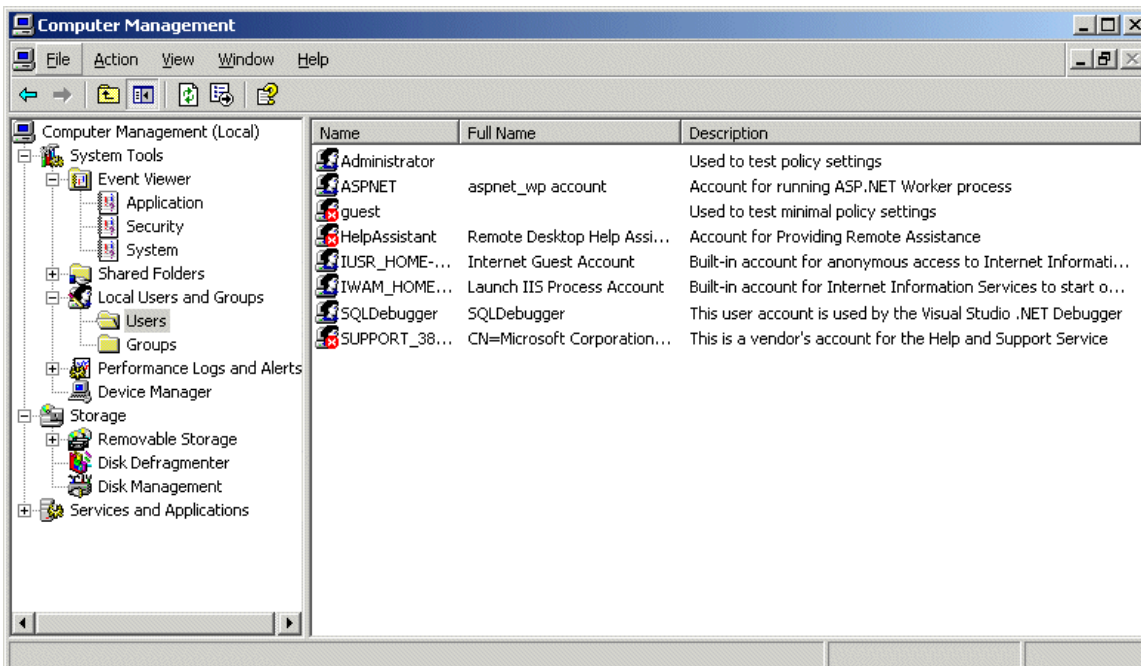 Computer Management
File Action View Window Help
Computer Management (Local)
System Tools
Event Viewer
Application
Security
System
Shared Folders
Local Users and Groups
Users
Groups
Performance Logs and Alerts
Device Manager
Storage
Removable Storage
Disk Defragmenter
Disk Management
Services and Applications
Name Full Name Description
Administrator Used to test policy settings
ASPNET aspnet_wp account Account for running ASP.NET Worker process
guest Used to test minimal policy settings
HelpAssistant Remote Desktop Help Assi... Account for Providing Remote Assistance
IUSR_HOME-... Internet Guest Account Built-in account for anonymous access to Internet Informati...
IWAM_HOME... Launch IIS Process Account Built-in account for Internet Information Services to start o...
SQLDebugger SQLDebugger This user account is used by the Visual Studio .NET Debugger
SUPPORT_38... CN=Microsoft Corporation... This is a vendor's account for the Help and Support Service